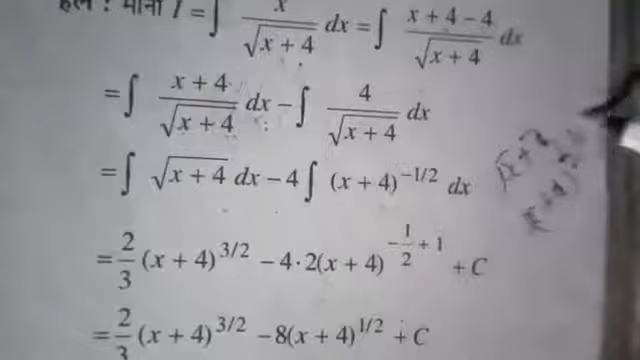 हल : माना I = ∫ x/√(x + 4) dx = ∫ (x + 4 − 4)/√(x + 4) dx
= ∫ (x + 4)/√(x + 4) dx − ∫ 4/√(x + 4) dx
= ∫ √(x + 4) dx − 4 ∫ (x + 4)^(−1/2) dx
= 2/3 (x + 4)^(3/2) − 4·2(x + 4)^(−1/2 + 1) + C
= 2/3 (x + 4)^(3/2) − 8(x + 4)^(1/2) + C